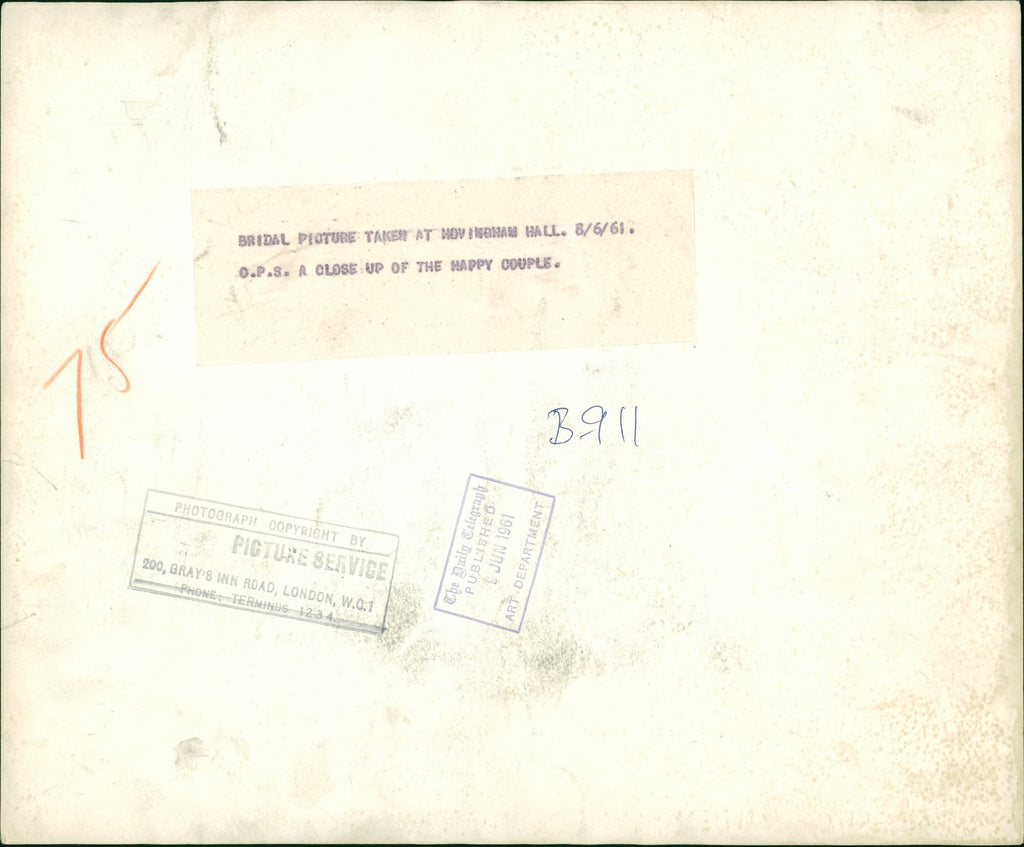 BRIDAL PICTURE TAKEN AT HOVINGHAM HALL. 8/6/61.
O.P.S. A CLOSE UP OF THE HAPPY COUPLE.
75
B-911
PHOTOGRAPH COPYRIGHT BY
PICTURE SERVICE
200, GRAY'S INN ROAD, LONDON, W.C.1
PHONE: TERMINUS 1234
The Daily Telegraph
PUBLISHED
9 JUN 1961
ART DEPARTMENT